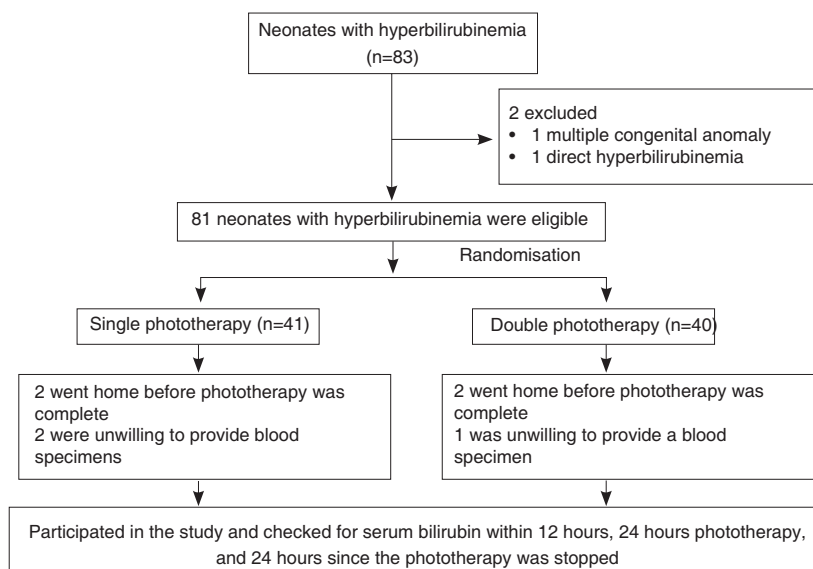 Neonates with hyperbilirubinemia
(n=83)
2 excluded
• 1 multiple congenital anomaly
• 1 direct hyperbilirubinemia
81 neonates with hyperbilirubinemia were eligible
Randomisation
Single phototherapy (n=41)
Double phototherapy (n=40)
2 went home before phototherapy was
complete
2 were unwilling to provide blood
specimens
2 went home before phototherapy was
complete
1 was unwilling to provide a blood
specimen
Participated in the study and checked for serum bilirubin within 12 hours, 24 hours phototherapy,
and 24 hours since the phototherapy was stopped